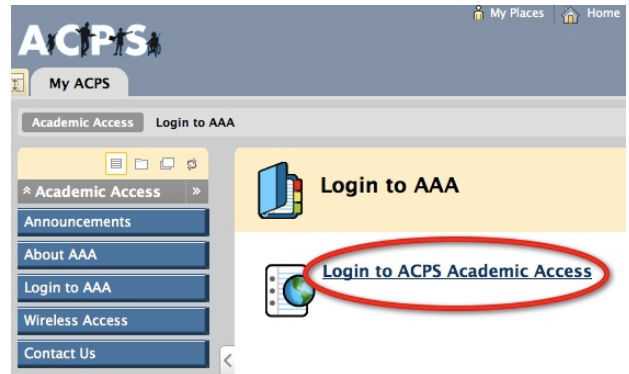 My Places Home
ACPS
My ACPS
Academic Access Login to AAA
Academic Access
Announcements
About AAA
Login to AAA
Wireless Access
Contact Us
Login to AAA
Login to ACPS Academic Access